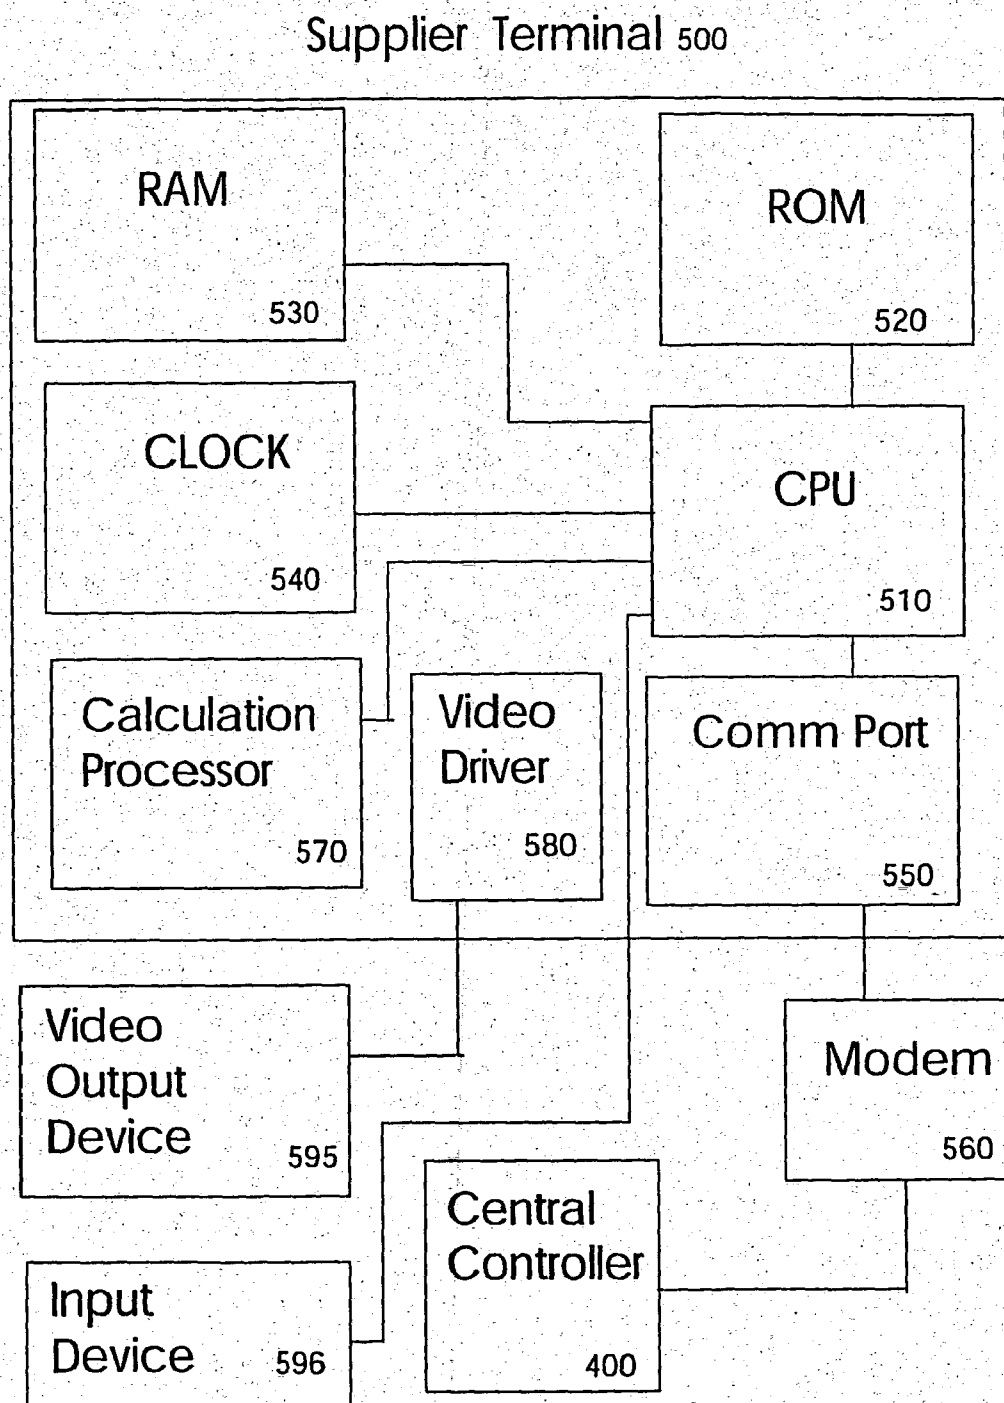 Supplier Terminal 500
RAM
530
ROM
520
CLOCK
540
CPU
510
Calculation
Processor
570
Video
Driver
580
Comm Port
550
Video
Output
Device 595
Modem
560
Central
Controller
400
Input
Device 596